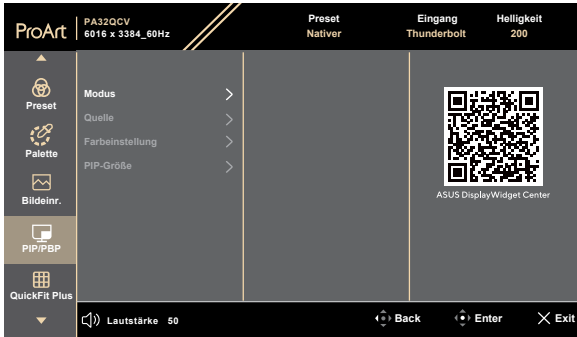 ProArt
PA32QCV
6016 x 3384_60Hz
Preset
Nativer
Eingang
Thunderbolt
Helligkeit
200
Preset
Palette
Bildeinr.
PIP/PBP
QuickFit Plus
Modus
Quelle
Farbeinstellung
PIP-Größe
ASUS DisplayWidget Center
Lautstärke 50
Back
Enter
Exit